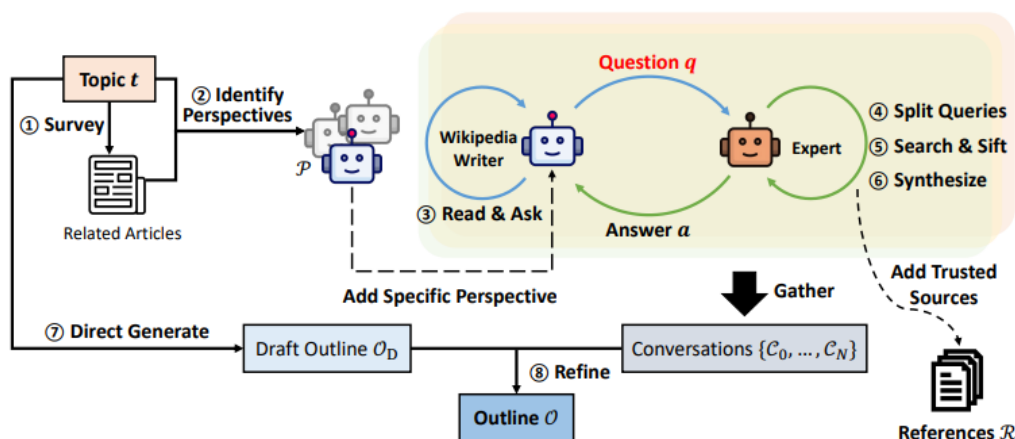 Topic t
① Survey
② Identify
Perspectives
𝒫
Related Articles
Question q
Wikipedia
Writer
Expert
③ Read & Ask
Answer a
④ Split Queries
⑤ Search & Sift
⑥ Synthesize
Add Specific Perspective
Gather
Add Trusted
Sources
⑦ Direct Generate
Draft Outline 𝒪D
Conversations {𝒞0, ..., 𝒞N}
⑧ Refine
Outline 𝒪
References ℛ